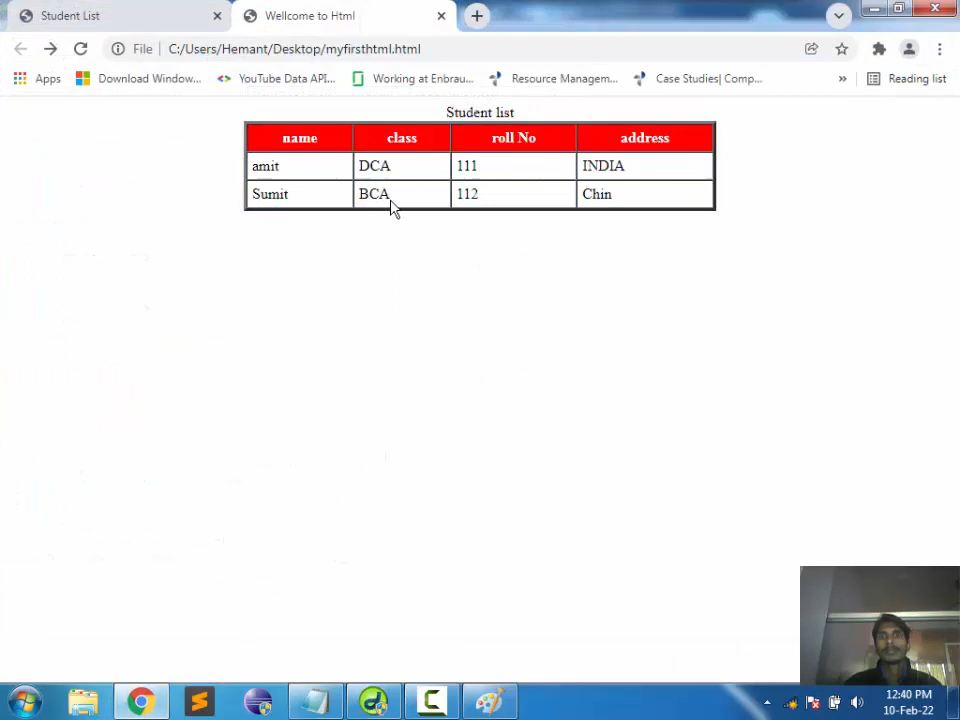 Student List
Wellcome to Html
File C:/Users/Hemant/Desktop/myfirsthtml.html
Apps Download Window... YouTube Data API... Working at Enbrau... Resource Managem... Case Studies| Comp... » Reading list
Student list
name class roll No address
amit DCA 111 INDIA
Sumit BCA 112 Chin
12:40 PM
10-Feb-22